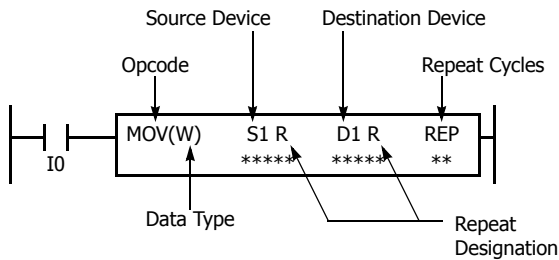 Source Device
Destination Device
Opcode
Repeat Cycles
MOV(W) S1 R D1 R REP
***** ***** **
I0
Data Type
Repeat
Designation